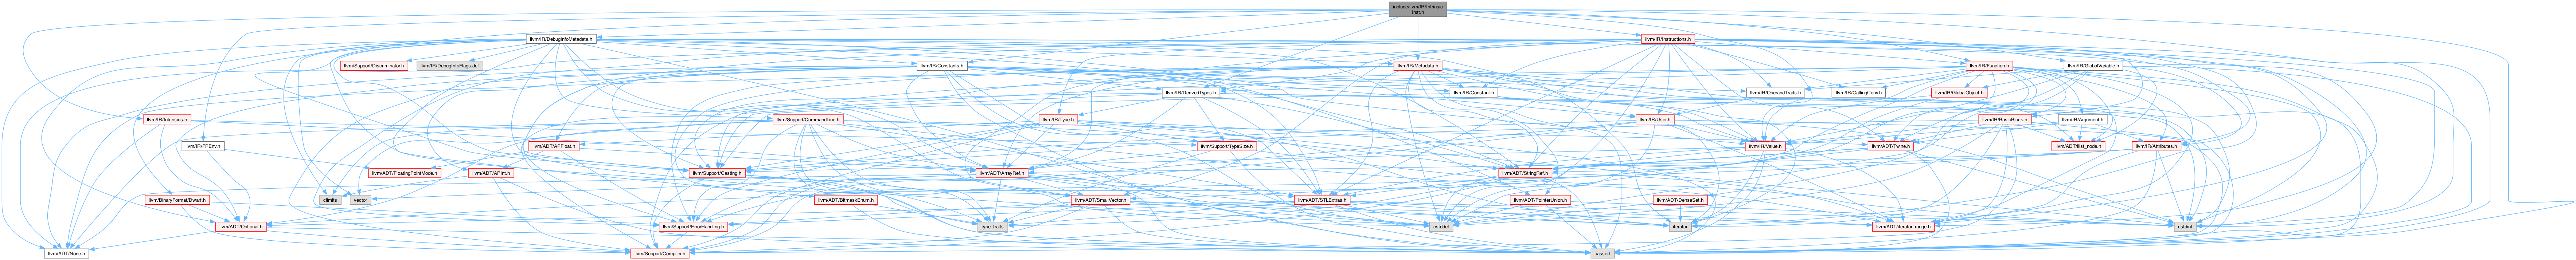 include/llvm/IR/Intrinsic
Inst.h
llvm/IR/DebugInfoMetadata.h
llvm/IR/Instructions.h
llvm/Support/Discriminator.h
llvm/IR/DebugInfoFlags.def
llvm/IR/Constants.h
llvm/IR/Metadata.h
llvm/IR/Function.h
llvm/IR/GlobalVariable.h
llvm/IR/DerivedTypes.h
llvm/IR/Constant.h
llvm/IR/OperandTraits.h
llvm/IR/CallingConv.h
llvm/IR/GlobalObject.h
llvm/IR/Intrinsics.h
llvm/Support/CommandLine.h
llvm/IR/Type.h
llvm/IR/User.h
llvm/IR/BasicBlock.h
llvm/IR/Argument.h
llvm/IR/FPEnv.h
llvm/ADT/APFloat.h
llvm/Support/TypeSize.h
llvm/IR/Value.h
llvm/ADT/Twine.h
llvm/ADT/ilist_node.h
llvm/IR/Attributes.h
llvm/ADT/FloatingPointMode.h
llvm/ADT/APInt.h
llvm/Support/Casting.h
llvm/ADT/ArrayRef.h
llvm/ADT/StringRef.h
llvm/BinaryFormat/Dwarf.h
climits
vector
llvm/ADT/BitmaskEnum.h
llvm/ADT/SmallVector.h
llvm/ADT/STLExtras.h
llvm/ADT/PointerUnion.h
llvm/ADT/DenseSet.h
llvm/ADT/Optional.h
llvm/Support/ErrorHandling.h
type_traits
cstddef
iterator
llvm/ADT/iterator_range.h
cstdint
llvm/ADT/None.h
llvm/Support/Compiler.h
cassert